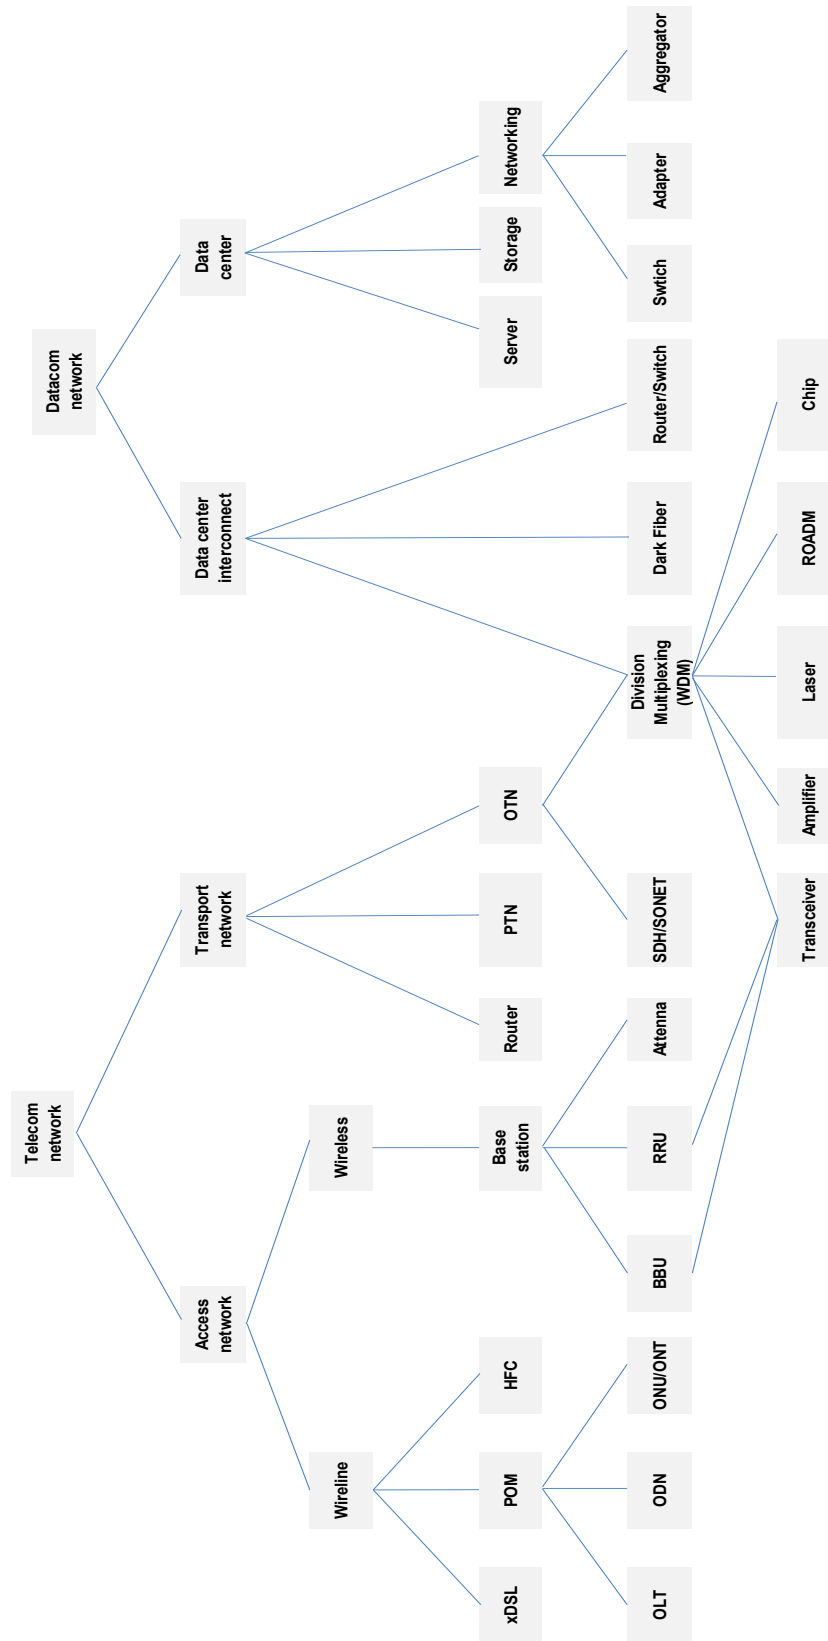 Telecom
network
Datacom
network
Access
network
Transport
network
Data center
interconnect
Data
center
Wireline
Wireless
xDSL
POM
HFC
Base
station
Router
PTN
OTN
Server
Storage
Networking
OLT
ODN
ONU/ONT
BBU
RRU
Attenna
SDH/SONET
Division
Multiplexing
(WDM)
Dark Fiber
Router/Switch
Swtich
Adapter
Aggregator
Transceiver
Amplifier
Laser
ROADM
Chip